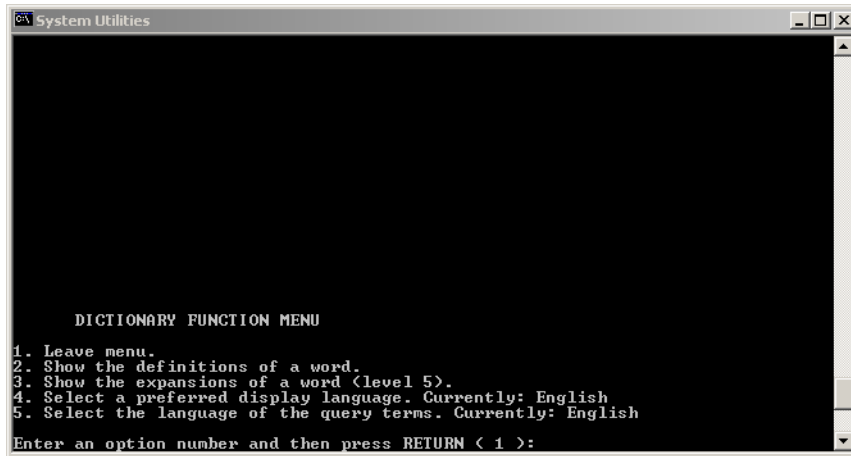 System Utilities
DICTIONARY FUNCTION MENU
1. Leave menu.
2. Show the definitions of a word.
3. Show the expansions of a word (level 5).
4. Select a preferred display language. Currently: English
5. Select the language of the query terms. Currently: English
Enter an option number and then press RETURN ( 1 ):